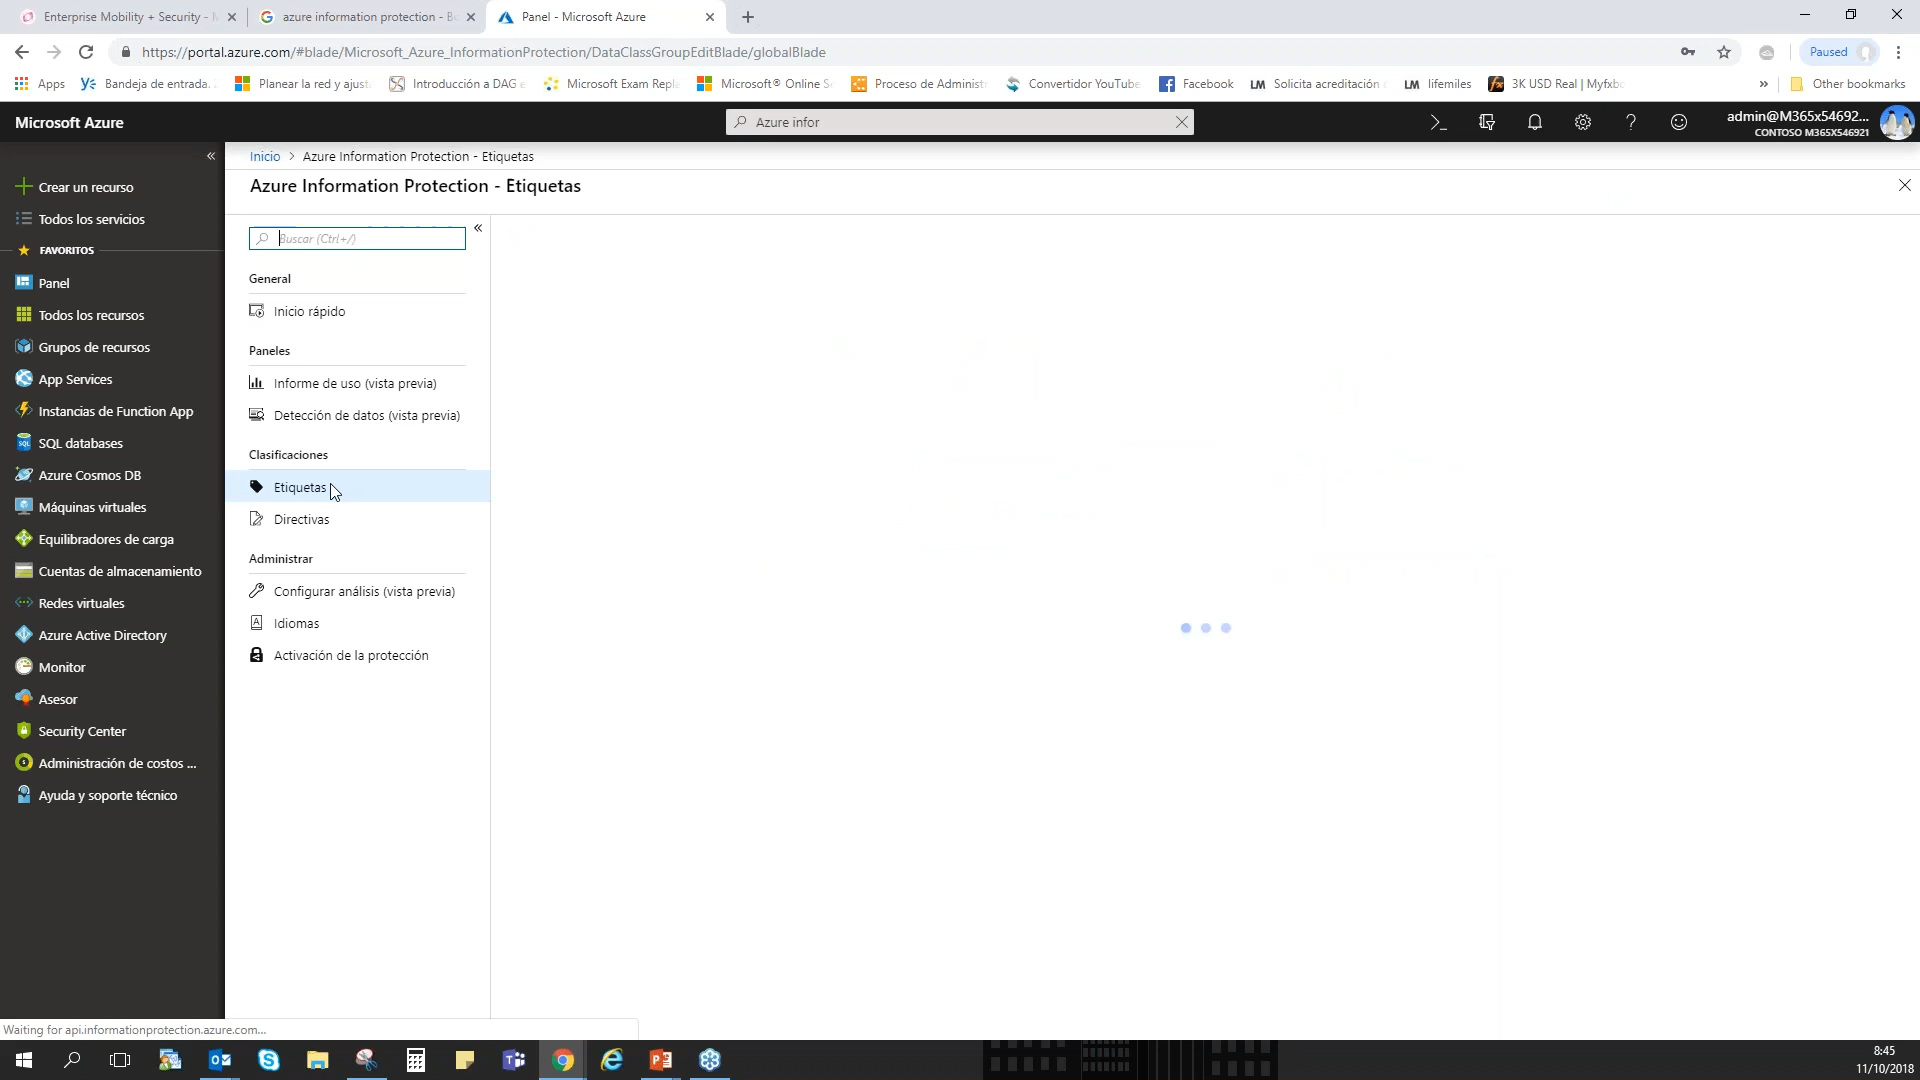 Enterprise Mobility + Security - M
azure information protection - B
Panel - Microsoft Azure
https://portal.azure.com/#blade/Microsoft_Azure_InformationProtection/DataClassGroupEditBlade/globalBlade
Paused
Apps
Bandeja de entrada.
Planear la red y ajust
Introducción a DAG e
Microsoft Exam Repla
Microsoft® Online Se
Proceso de Administr
Convertidor YouTube
Facebook
Solicita acreditación
lifemiles
3K USD Real | Myfxbo
»
Other bookmarks
Microsoft Azure
Azure infor
admin@M365x54692...
CONTOSO M365X546921
«
Inicio > Azure Information Protection - Etiquetas
Azure Information Protection - Etiquetas
Crear un recurso
Todos los servicios
FAVORITOS
Panel
Todos los recursos
Grupos de recursos
App Services
Instancias de Function App
SQL databases
Azure Cosmos DB
Máquinas virtuales
Equilibradores de carga
Cuentas de almacenamiento
Redes virtuales
Azure Active Directory
Monitor
Asesor
Security Center
Administración de costos ...
Ayuda y soporte técnico
Buscar (Ctrl+/)
«
General
Inicio rápido
Paneles
Informe de uso (vista previa)
Detección de datos (vista previa)
Clasificaciones
Etiquetas
Directivas
Administrar
Configurar análisis (vista previa)
Idiomas
Activación de la protección
Waiting for api.informationprotection.azure.com...
8:45
11/10/2018